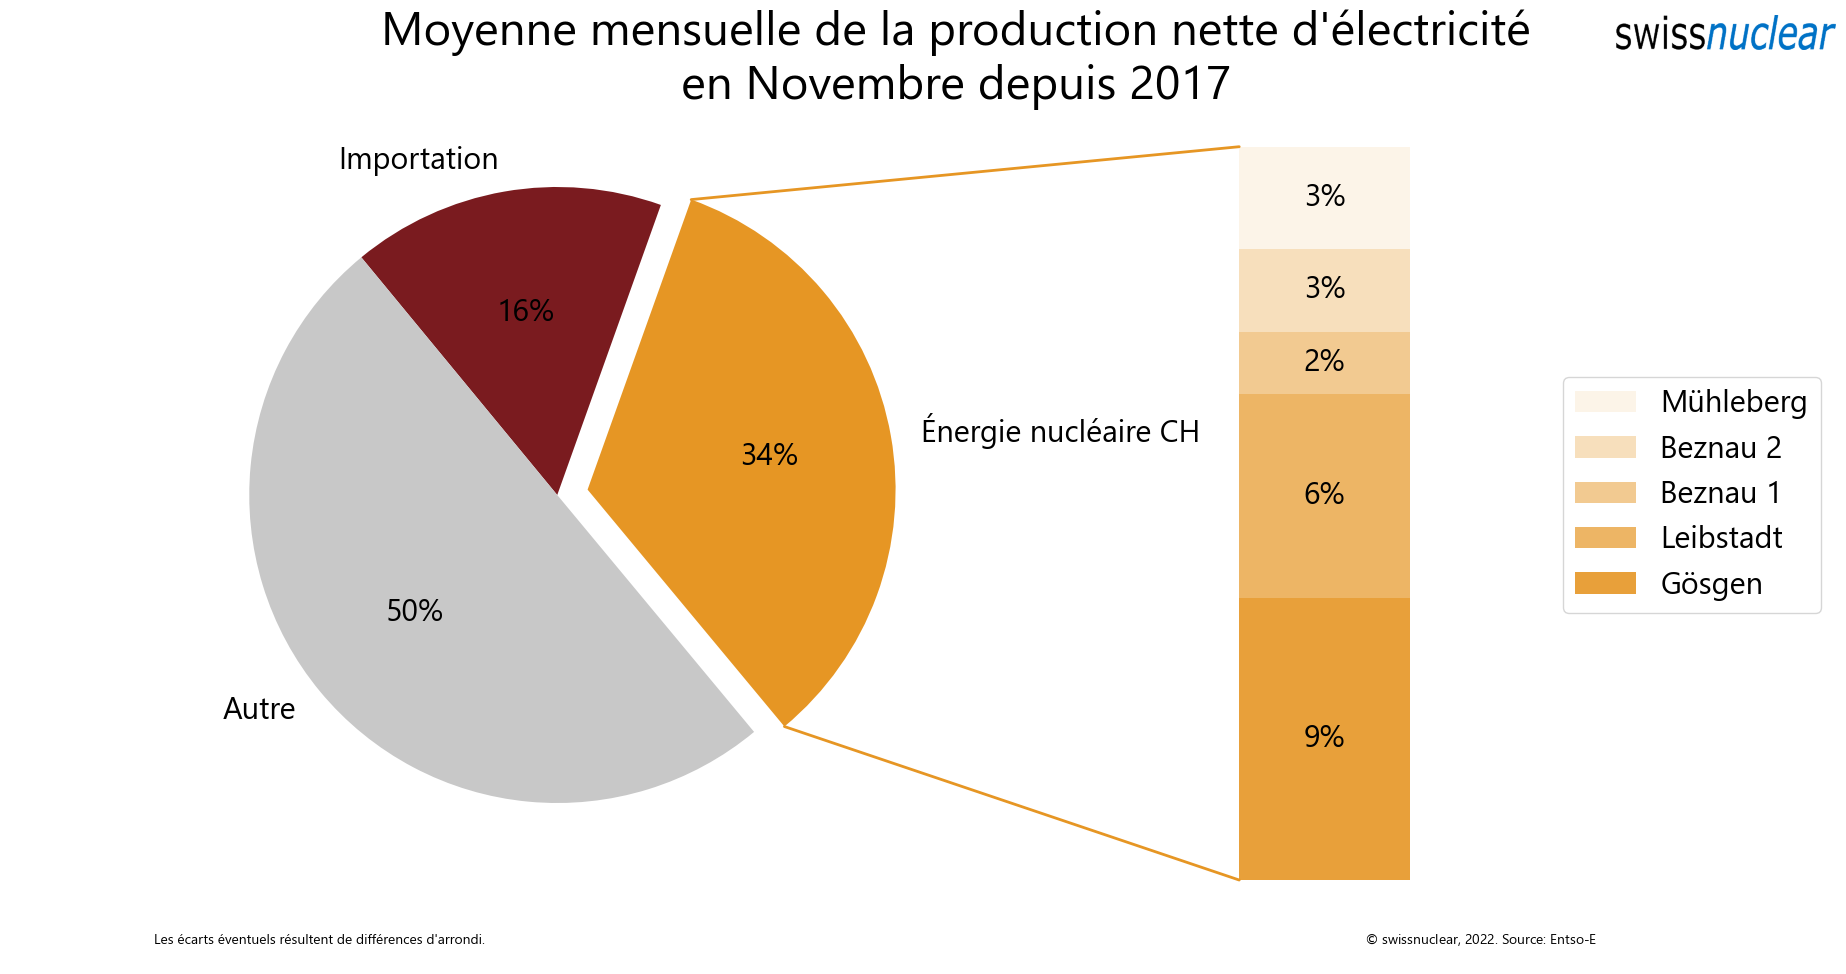 Moyenne mensuelle de la production nette d'électricité
en Novembre depuis 2017
swissnuclear
Importation
16%
34%
Énergie nucléaire CH
50%
Autre
3%
3%
2%
6%
9%
Mühleberg
Beznau 2
Beznau 1
Leibstadt
Gösgen
Les écarts éventuels résultent de différences d'arrondi.
© swissnuclear, 2022. Source: Entso-E